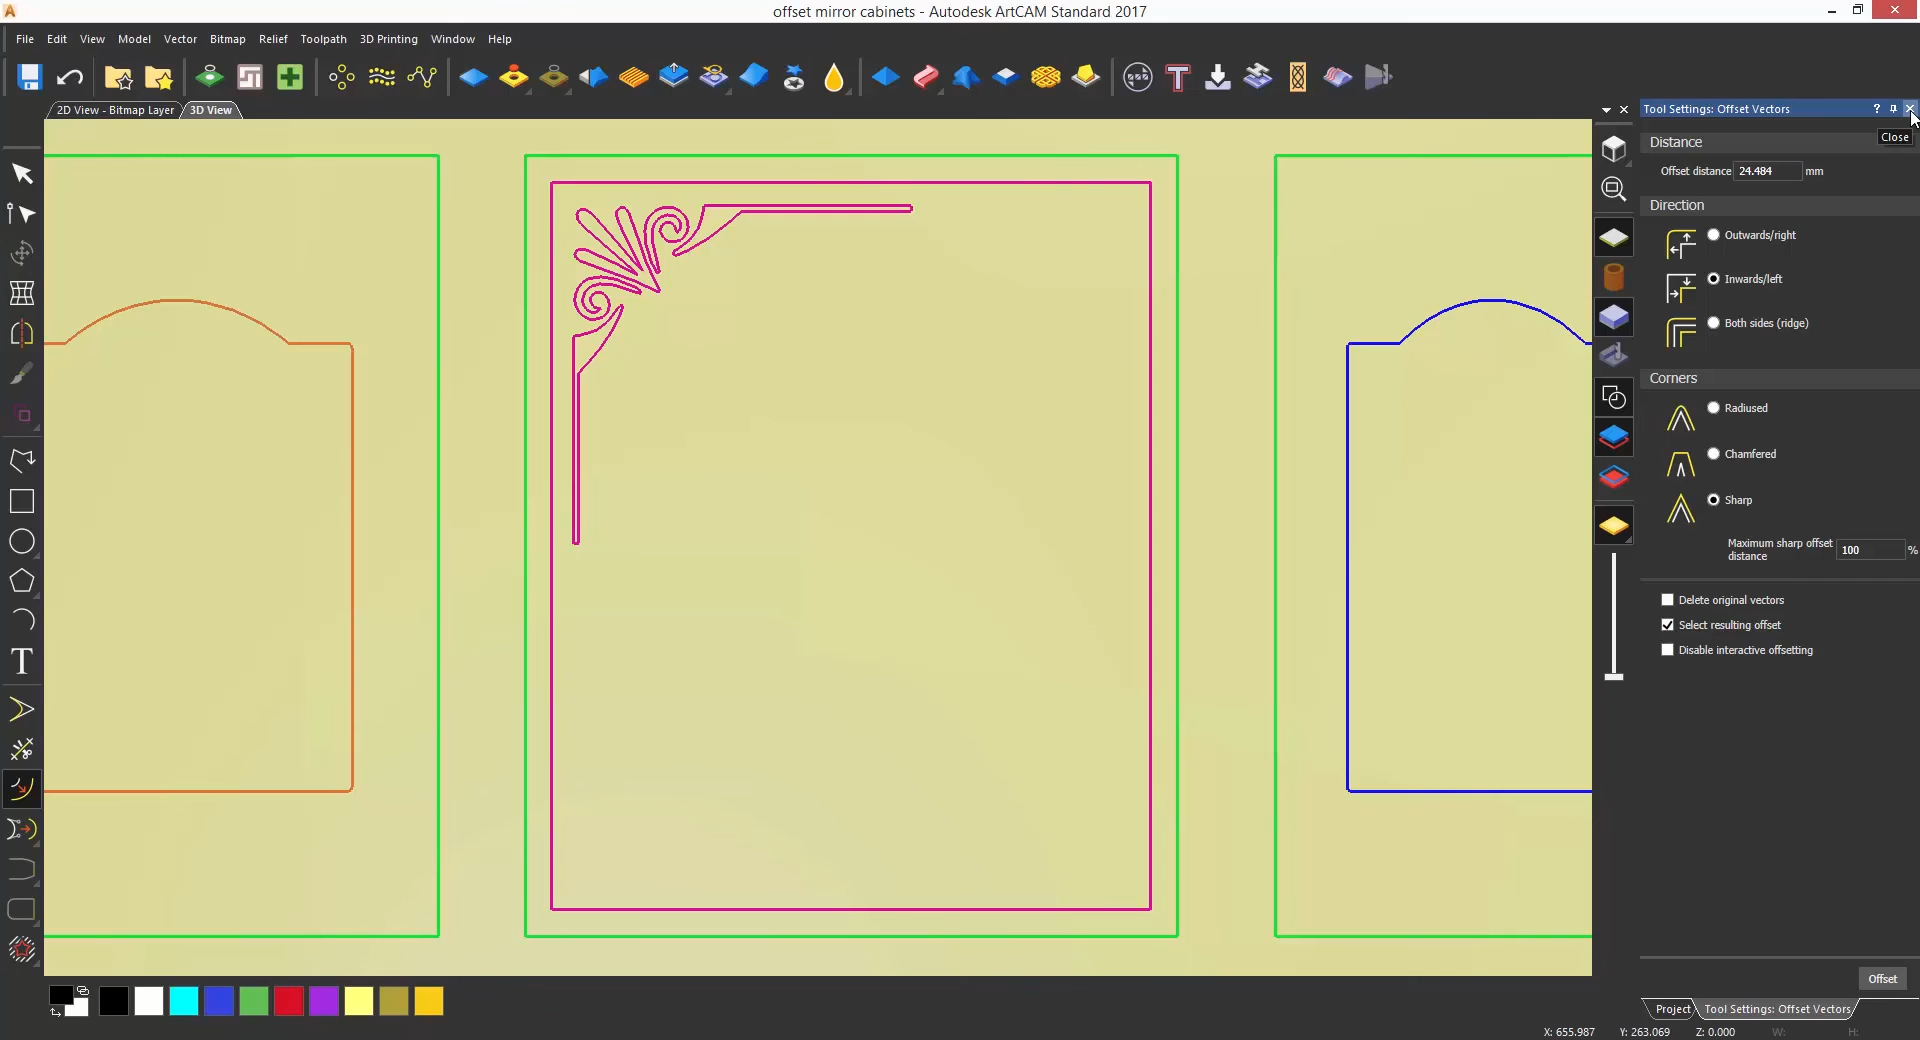 offset mirror cabinets - Autodesk ArtCAM Standard 2017
File Edit View Model Vector Bitmap Relief Toolpath 3D Printing Window Help
2D View - Bitmap Layer 3D View
Tool Settings: Offset Vectors
Close
Distance
Offset distance 24.484 mm
Direction
Outwards/right
Inwards/left
Both sides (ridge)
Corners
Radiused
Chamfered
Sharp
Maximum sharp offset
distance
100 %
Delete original vectors
Select resulting offset
Disable interactive offsetting
Offset
Project Tool Settings: Offset Vectors
X: 655.987 Y: 263.069 Z: 0.000 W: H: